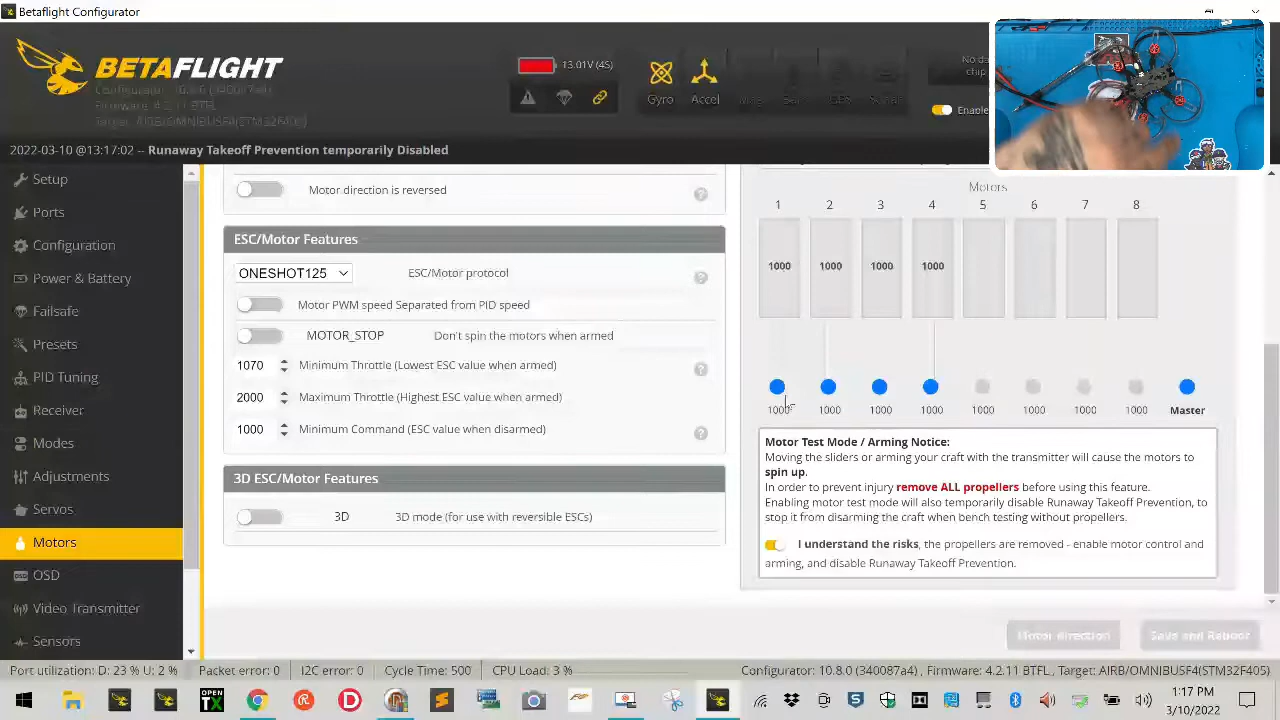 Betaflight Configurator
BETAFLIGHT
Firmware: 4.2.11 BTFL
13.01V (4S)
Gyro
Accel
Enable
2022-03-10 @13:17:02 -- Runaway Takeoff Prevention temporarily Disabled
Setup
Ports
Configuration
Power & Battery
Failsafe
Presets
PID Tuning
Receiver
Modes
Adjustments
Servos
Motors
OSD
Video Transmitter
Sensors
Motor direction is reversed
ESC/Motor Features
ONESHOT125 ESC/Motor protocol
Motor PWM speed Separated from PID speed
MOTOR_STOP Don't spin the motors when armed
1070 Minimum Throttle (Lowest ESC value when armed)
2000 Maximum Throttle (Highest ESC value when armed)
1000 Minimum Command (ESC value when disarmed)
3D ESC/Motor Features
3D 3D mode (for use with reversible ESCs)
Motors
1 2 3 4 5 6 7 8
1000 1000 1000 1000
1000 1000 1000 1000 1000 1000 1000 1000 Master
Motor Test Mode / Arming Notice:
Moving the sliders or arming your craft with the transmitter will cause the motors to
spin up.
In order to prevent injury remove ALL propellers before using this feature.
Enabling motor test mode will also temporarily disable Runaway Takeoff Prevention, to
stop it from disarming the craft when bench testing without propellers.
I understand the risks, the propellers are removed - enable motor control and
arming, and disable Runaway Takeoff Prevention.
Motor direction
Save and Reboot
Port utilization: D: 23 % U: 2 % Packet error: 0 I2C error: 0 Cycle Time: 500 CPU Load: 3 % Configurator: 10.8.0 (340087a4), Firmware: 4.2.11 BTFL, Target: AIRB/OMNIBUSF4(STM32F405)
OPEN
TX
1:17 PM
3/10/2022